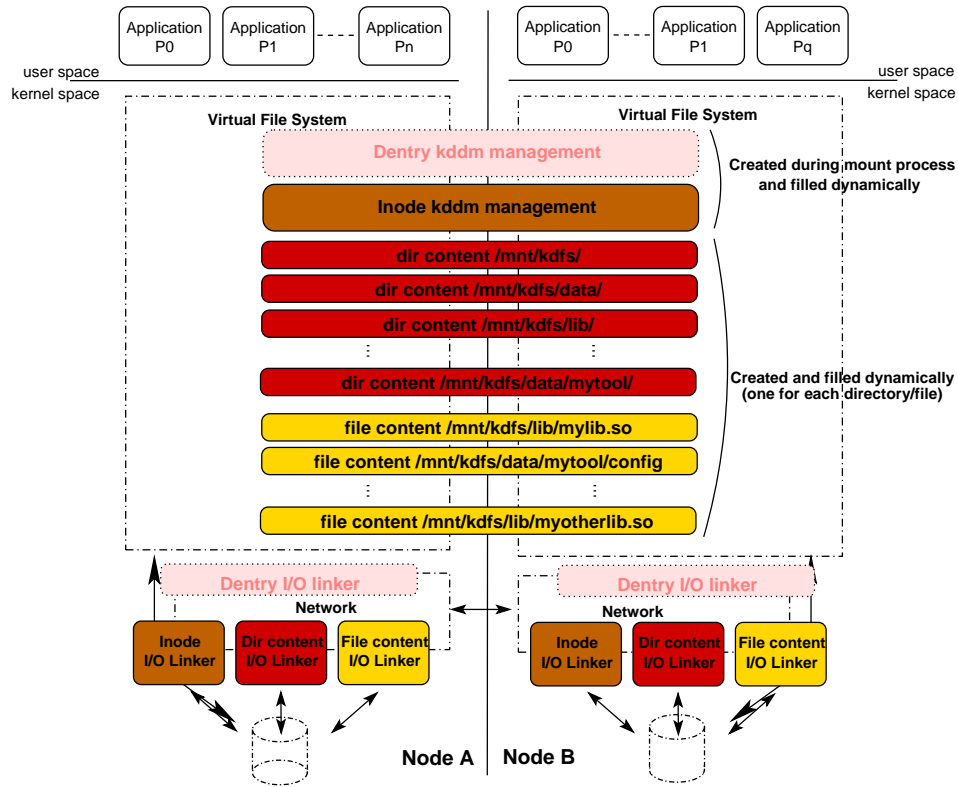 Application
P0
Application
P1
Application
Pn
Application
P0
Application
P1
Application
Pq
user space
kernel space
user space
kernel space
Virtual File System
Virtual File System
Dentry kddm management
Inode kddm management
Created during mount process
and filled dynamically
dir content /mnt/kdfs/
dir content /mnt/kdfs/data/
dir content /mnt/kdfs/lib/
dir content /mnt/kdfs/data/mytool/
Created and filled dynamically
(one for each directory/file)
file content /mnt/kdfs/lib/mylib.so
file content /mnt/kdfs/data/mytool/config
file content /mnt/kdfs/lib/myotherlib.so
Dentry I/O linker
Network
Inode
I/O Linker
Dir content
I/O Linker
File content
I/O Linker
Dentry I/O linker
Network
Inode
I/O Linker
Dir content
I/O Linker
File content
I/O Linker
Node A
Node B